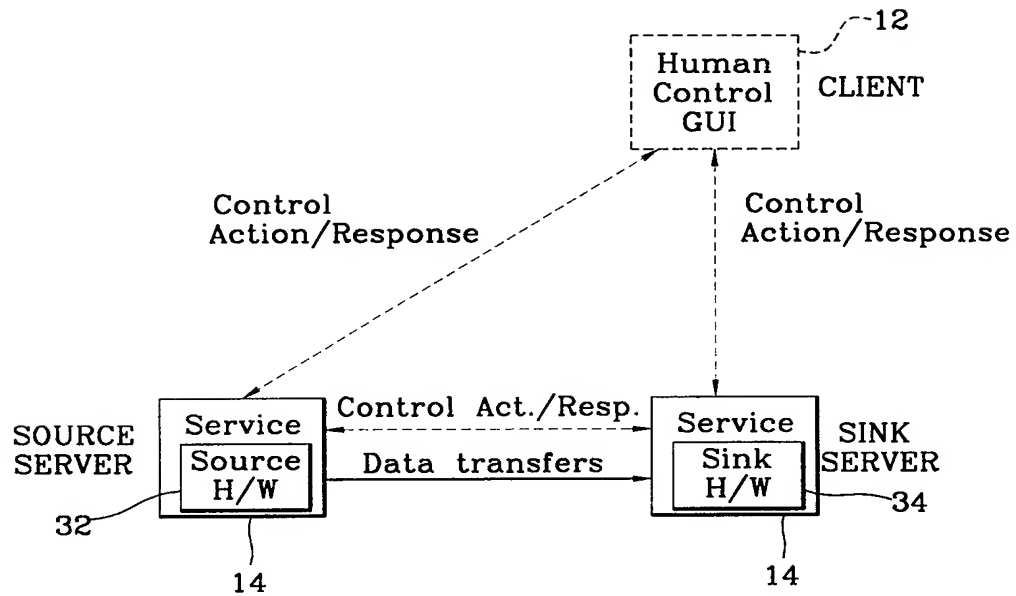 12
Human
Control
GUI
CLIENT
Control
Action/Response
Control
Action/Response
SOURCE
SERVER
Service
Source
H/W
Control Act./Resp.
Data transfers
Service
Sink
H/W
SINK
SERVER
32
34
14
14